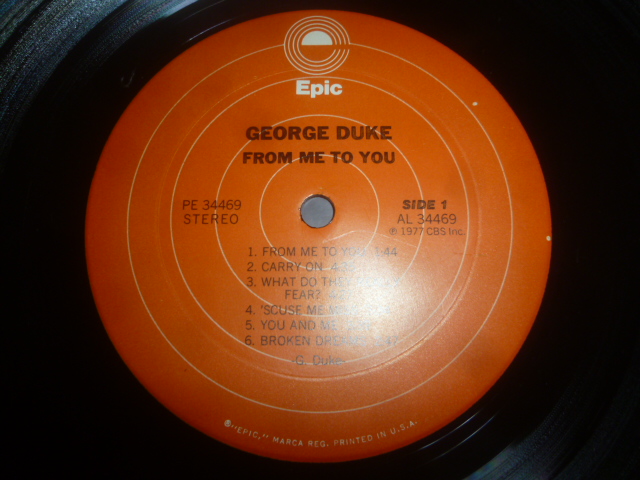 Epic
GEORGE DUKE
FROM ME TO YOU
PE 34469
STEREO
SIDE 1
AL 34469
℗ 1977 CBS Inc.
1. FROM ME TO YOU 1:44
2. CARRY ON
3. WHAT DO THEY
FEAR?
4. 'SCUSE ME
5. YOU AND ME
6. BROKEN
-G. Duke-
©"EPIC," MARCA REG. PRINTED IN U.S.A.